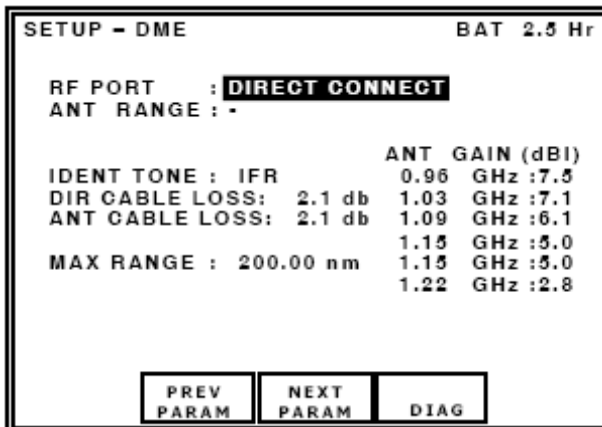 SETUP – DME BAT 2.5 Hr
RF PORT : DIRECT CONNECT
ANT RANGE : -
ANT GAIN (dBI)
IDENT TONE : IFR 0.96 GHz :7.5
DIR CABLE LOSS: 2.1 db 1.03 GHz :7.1
ANT CABLE LOSS: 2.1 db 1.09 GHz :6.1
1.15 GHz :5.0
MAX RANGE : 200.00 nm 1.15 GHz :5.0
1.22 GHz :2.8
PREV PARAM
NEXT PARAM
DIAG